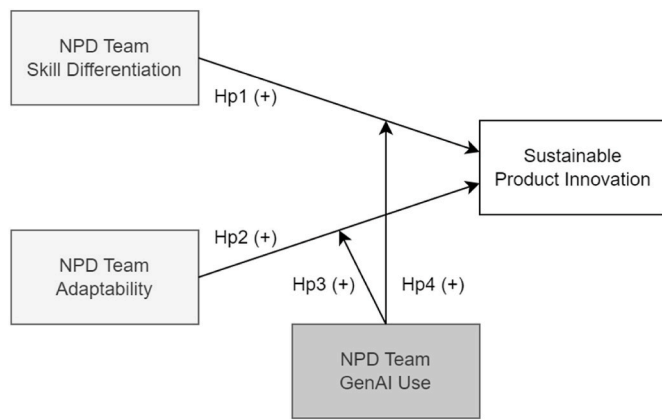 NPD Team
Skill Differentiation
Hp1 (+)
Sustainable
Product Innovation
Hp2 (+)
NPD Team
Adaptability
Hp3 (+)
Hp4 (+)
NPD Team
GenAI Use